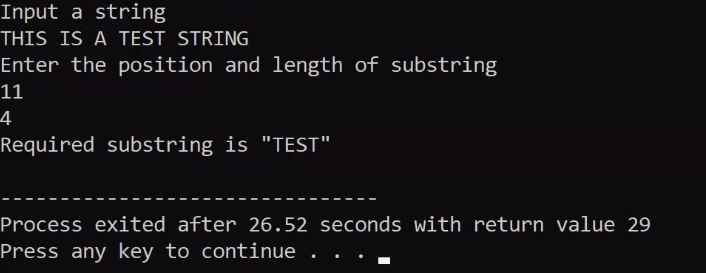 Input a string
THIS IS A TEST STRING
Enter the position and length of substring
11
4
Required substring is "TEST"
--------------------------------
Process exited after 26.52 seconds with return value 29
Press any key to continue . . .